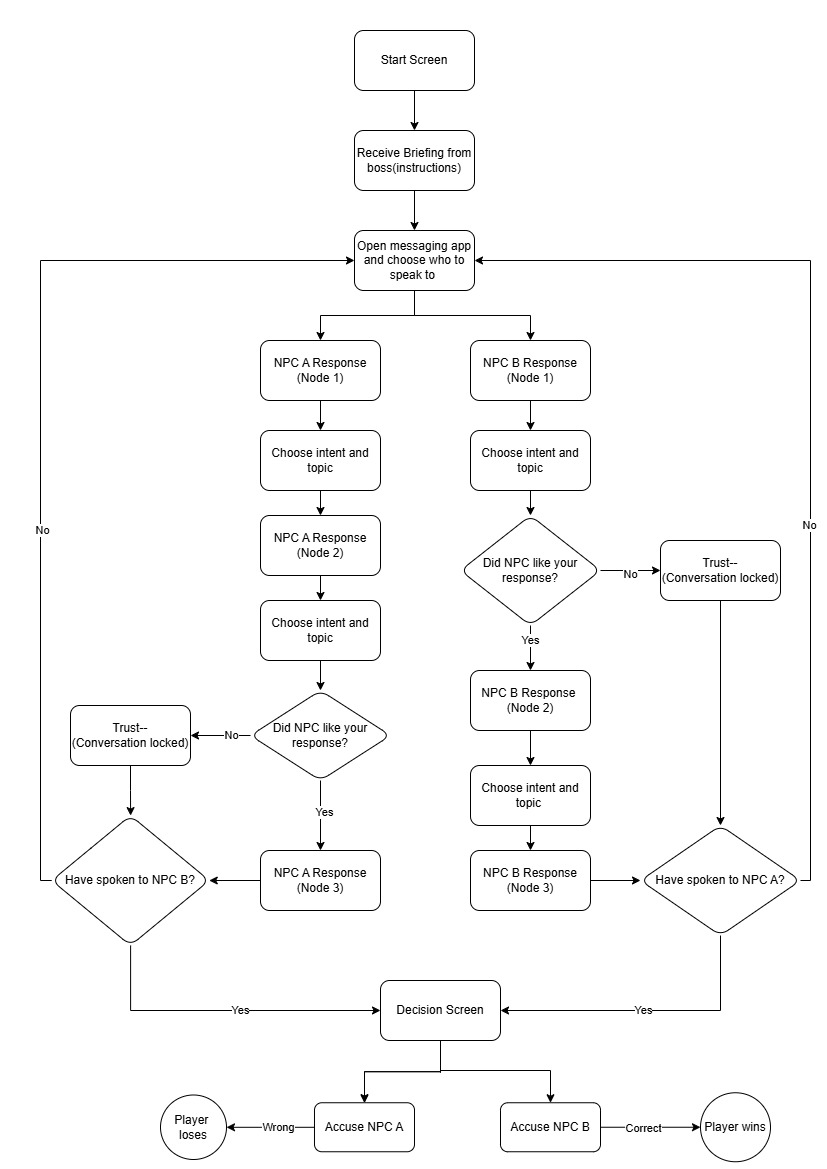 Start Screen
Receive Briefing from
boss(instructions)
Open messaging app
and choose who to
speak to
NPC A Response
(Node 1)
NPC B Response
(Node 1)
Choose intent and
topic
Choose intent and
topic
NPC A Response
(Node 2)
No
No
Did NPC like your
response?
No
Trust--
(Conversation locked)
Choose intent and
topic
Yes
NPC B Response
(Node 2)
Trust--
(Conversation locked)
No
Did NPC like your
response?
Yes
Choose intent and
topic
Have spoken to NPC B?
NPC A Response
(Node 3)
NPC B Response
(Node 3)
Have spoken to NPC A?
Yes
Decision Screen
Yes
Player
loses
Wrong
Accuse NPC A
Accuse NPC B
Correct
Player wins